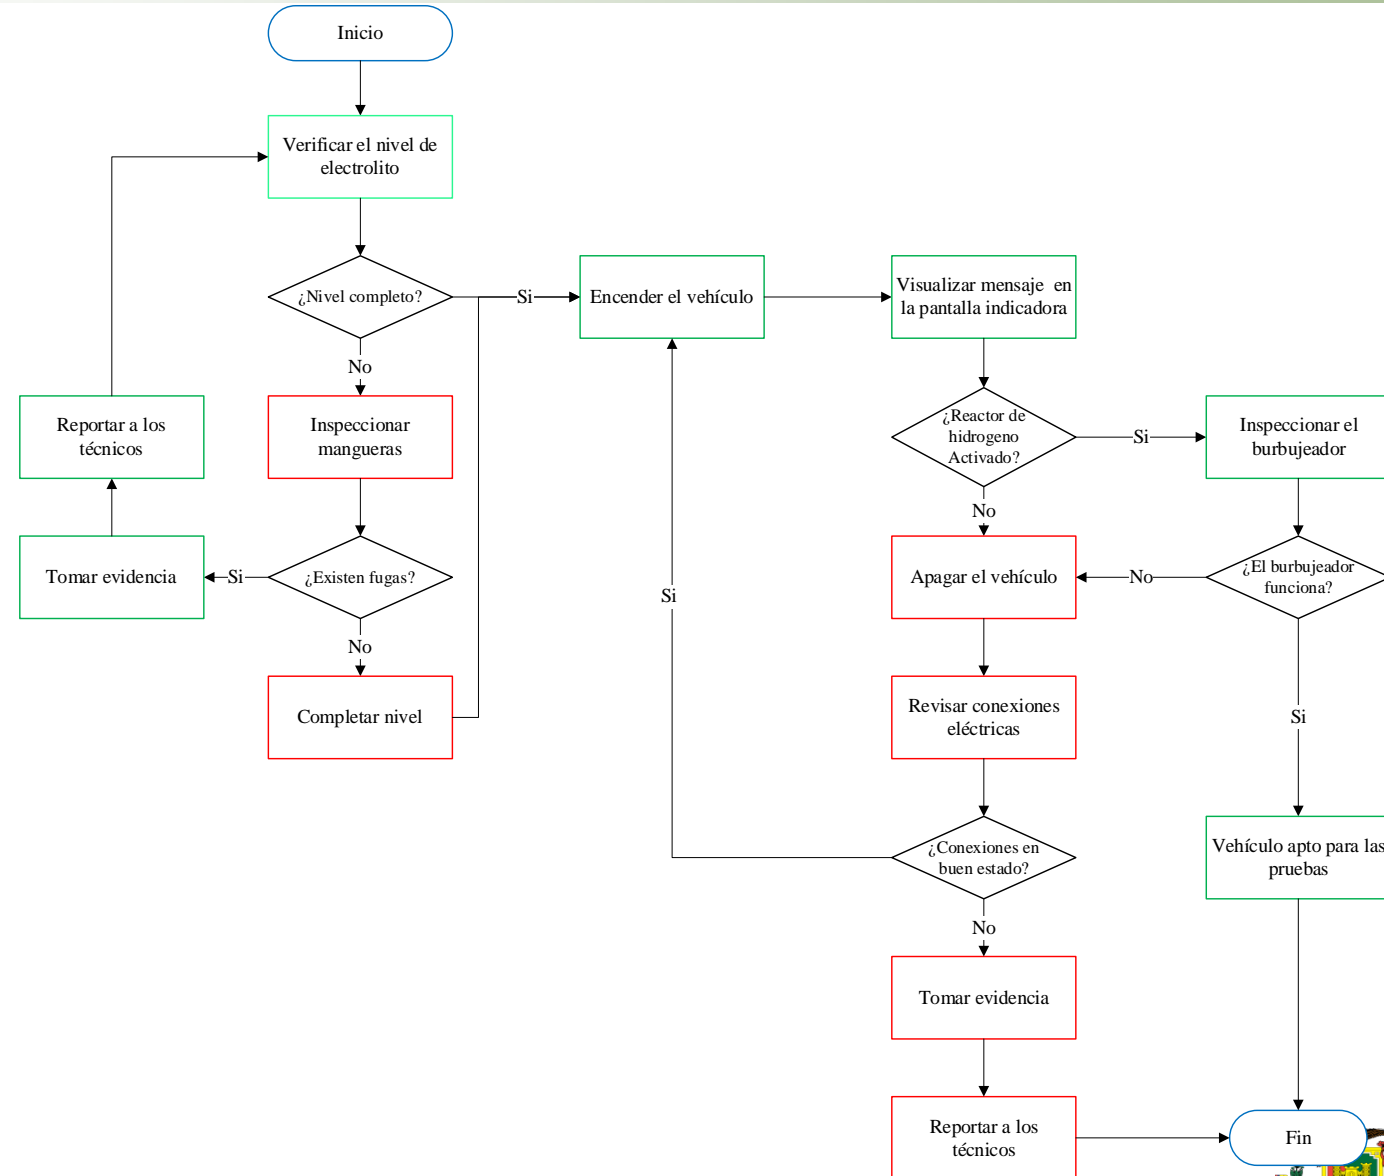 Inicio
Verificar el nivel de
electrolito
¿Nivel completo?
Si
No
Encender el vehículo
Visualizar mensaje en
la pantalla indicadora
¿Reactor de
hidrogeno
Activado?
Si
No
Inspeccionar el
burbujeador
Reportar a los
técnicos
Inspeccionar
mangueras
Tomar evidencia
Si
¿Existen fugas?
No
Completar nivel
Si
Apagar el vehículo
No
¿El burbujeador
funciona?
Si
Revisar conexiones
eléctricas
¿Conexiones en
buen estado?
No
Vehículo apto para las
pruebas
Tomar evidencia
Reportar a los
técnicos
Fin